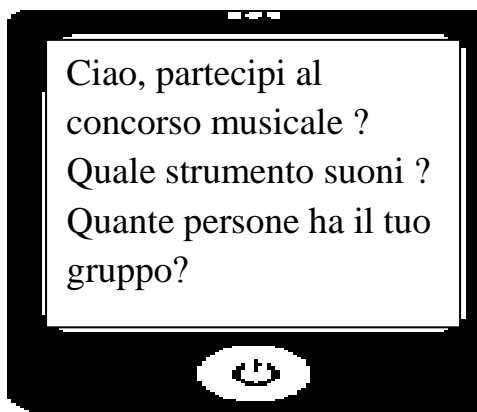 Ciao, partecipi al
concorso musicale ?
Quale strumento suoni ?
Quante persone ha il tuo
gruppo?